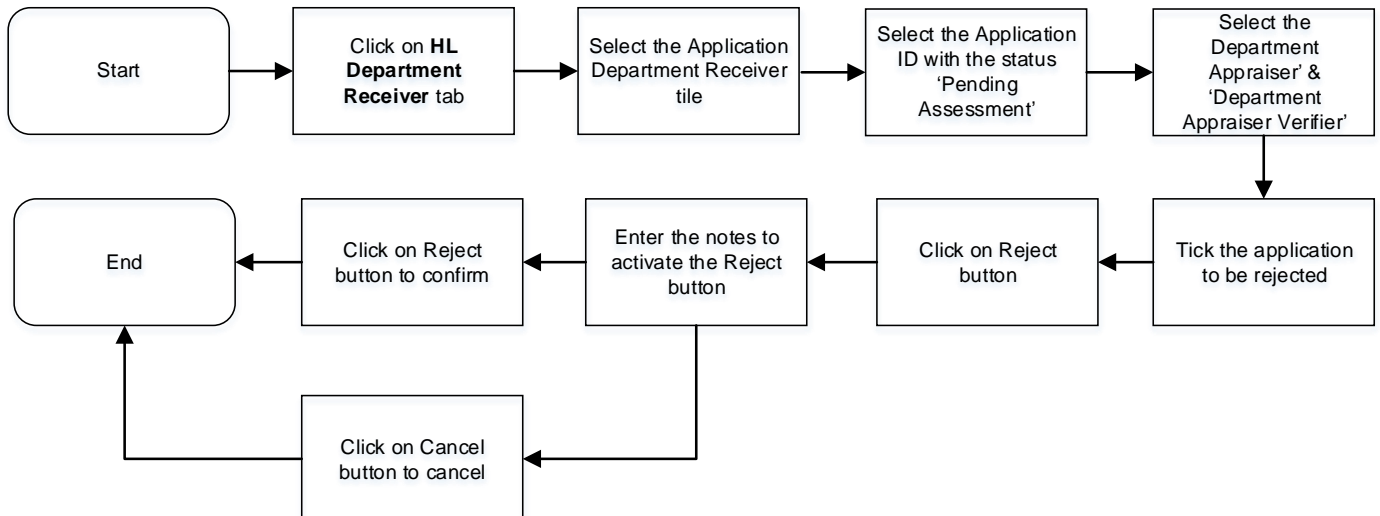 Start
Click on HL
Department
Receiver tab
Select the Application
Department Receiver
tile
Select the Application
ID with the status
‘Pending
Assessment’
Select the
Department
Appraiser’ &
‘Department
Appraiser Verifier’
Tick the application
to be rejected
Click on Reject
button
Enter the notes to
activate the Reject
button
Click on Reject
button to confirm
End
Click on Cancel
button to cancel